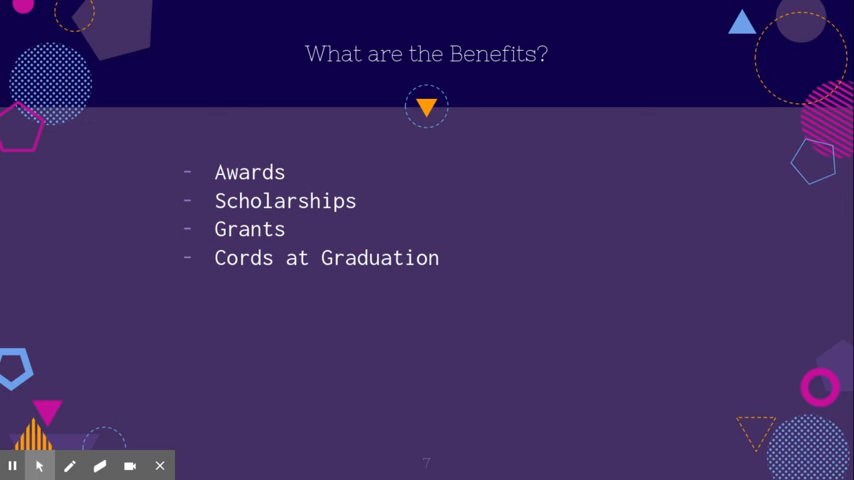 What are the Benefits?
- Awards
- Scholarships
- Grants
- Cords at Graduation
7